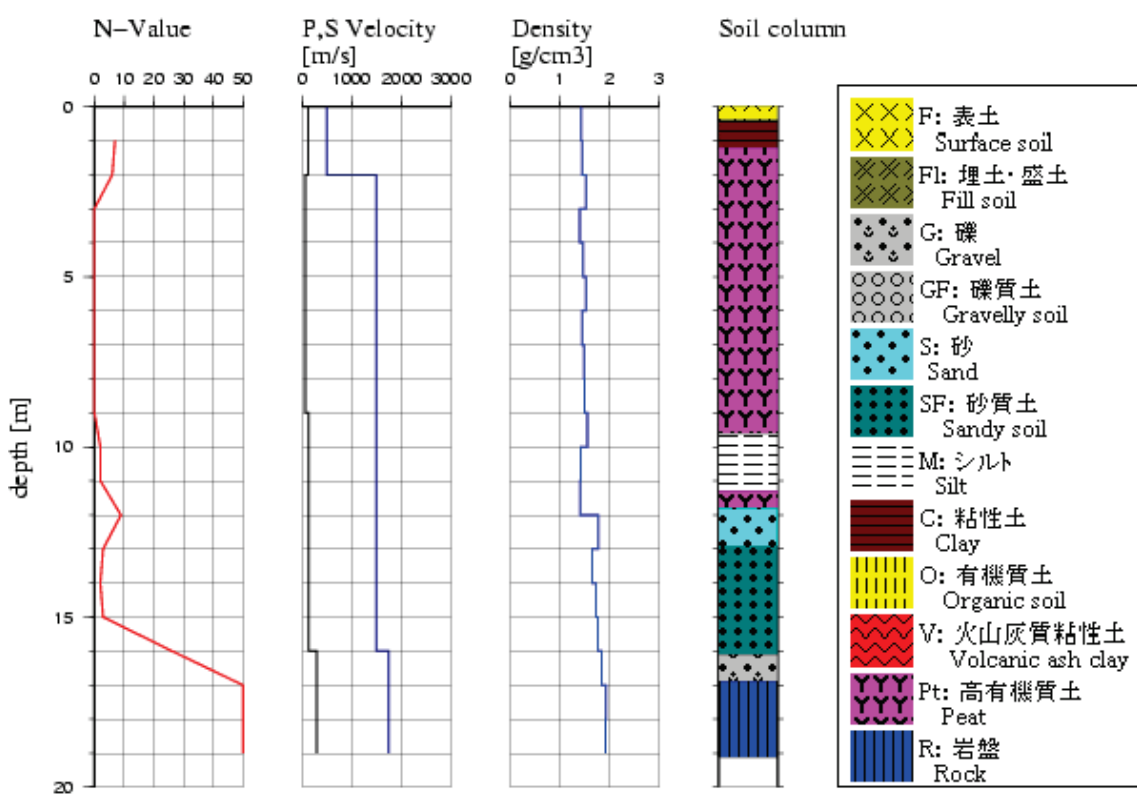 N-Value
P,S Velocity
[m/s]
Density
[g/cm3]
Soil column
0 10 20 30 40 50
0 1000 2000 3000
0 1 2 3
depth [m]
0
5
10
15
20
F: 表土
Surface soil
Fl: 埋土・盛土
Fill soil
G: 礫
Gravel
GF: 礫質土
Gravelly soil
S: 砂
Sand
SF: 砂質土
Sandy soil
M: シルト
Silt
C: 粘性土
Clay
O: 有機質土
Organic soil
V: 火山灰質粘性土
Volcanic ash clay
Pt: 高有機質土
Peat
R: 岩盤
Rock